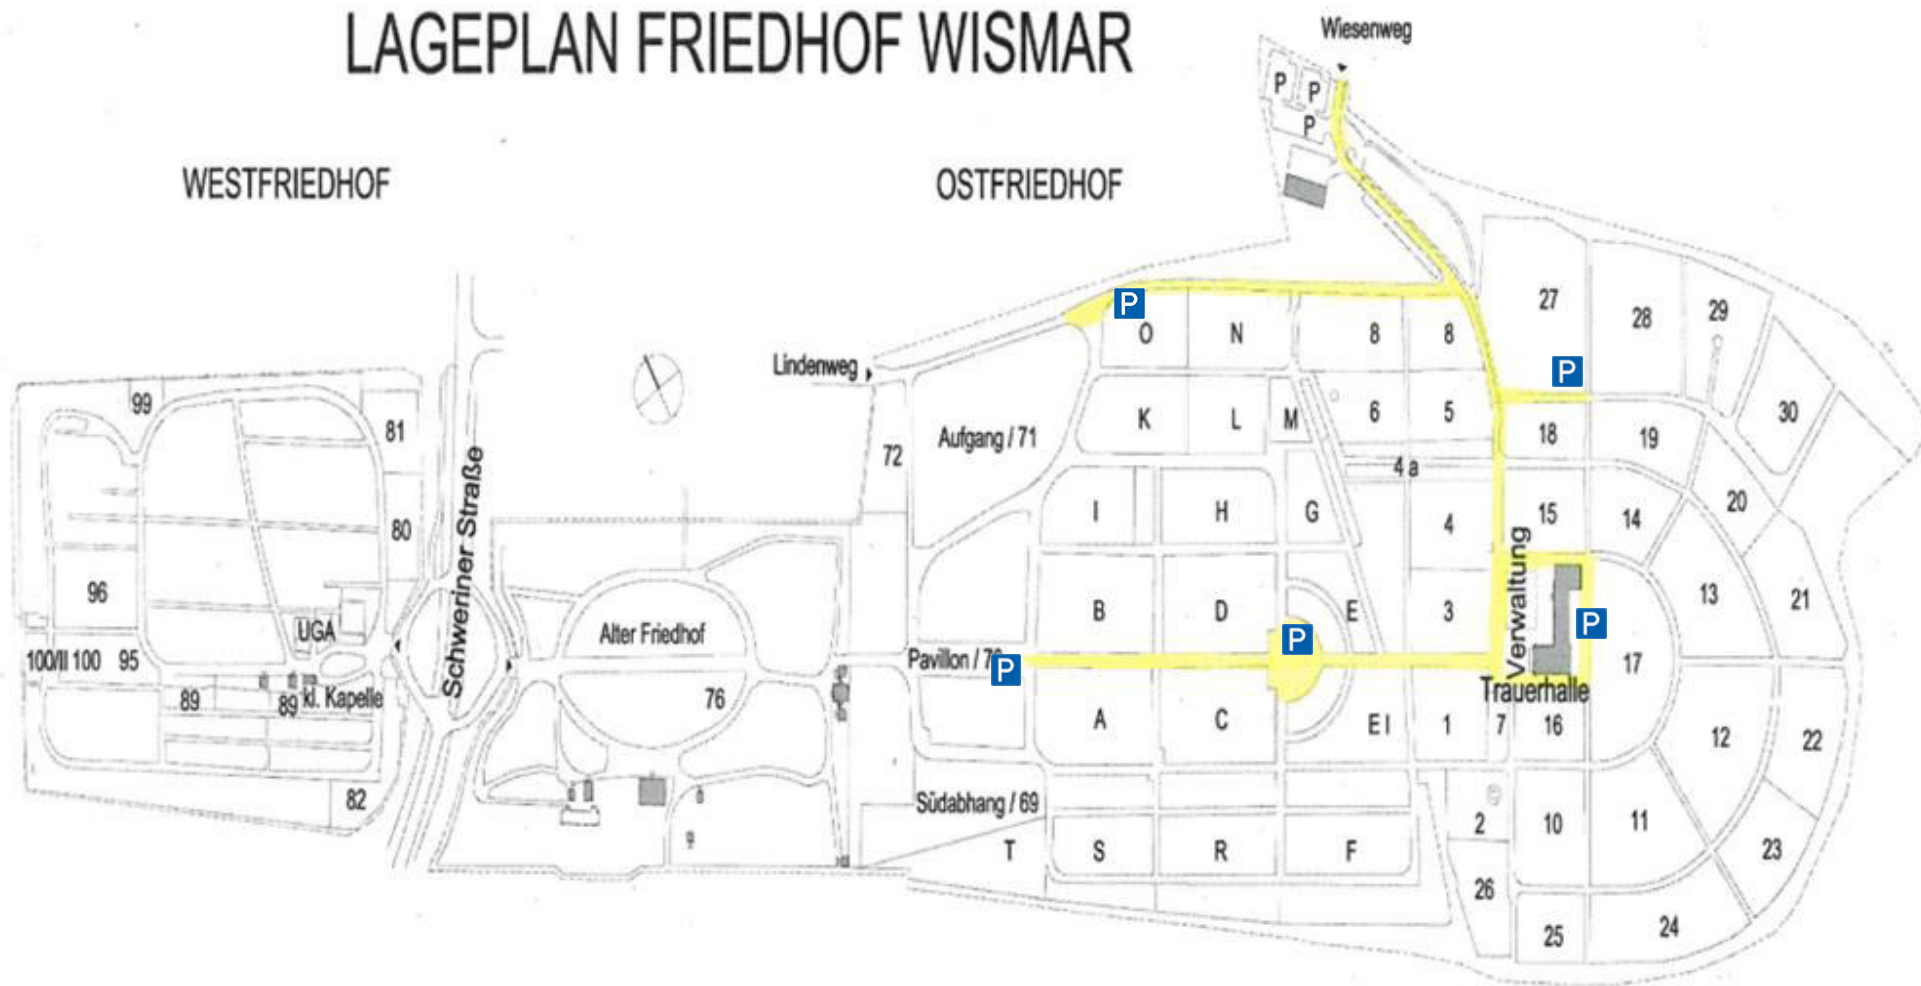 LAGEPLAN FRIEDHOF WISMAR
Wiesenweg
P P
P
WESTFRIEDHOF
OSTFRIEDHOF
27 28 29
P
O N 8 8
Lindenweg
P
99 81
K L M 6 5 18 19 30
Aufgang / 71
72
4 a
80
Schweriner Straße
I H G 4 15 14 20
96
UGA
Alter Friedhof
B D E 3
Verwaltung
P
13 21
100/II 100 95
Pavillon / 7
P
P
17
89 89 kl. Kapelle
76
Trauerhalle
A C E I 1 7 16 12 22
82
Südabhang / 69
2 10 11
T S R F 23
26
25 24